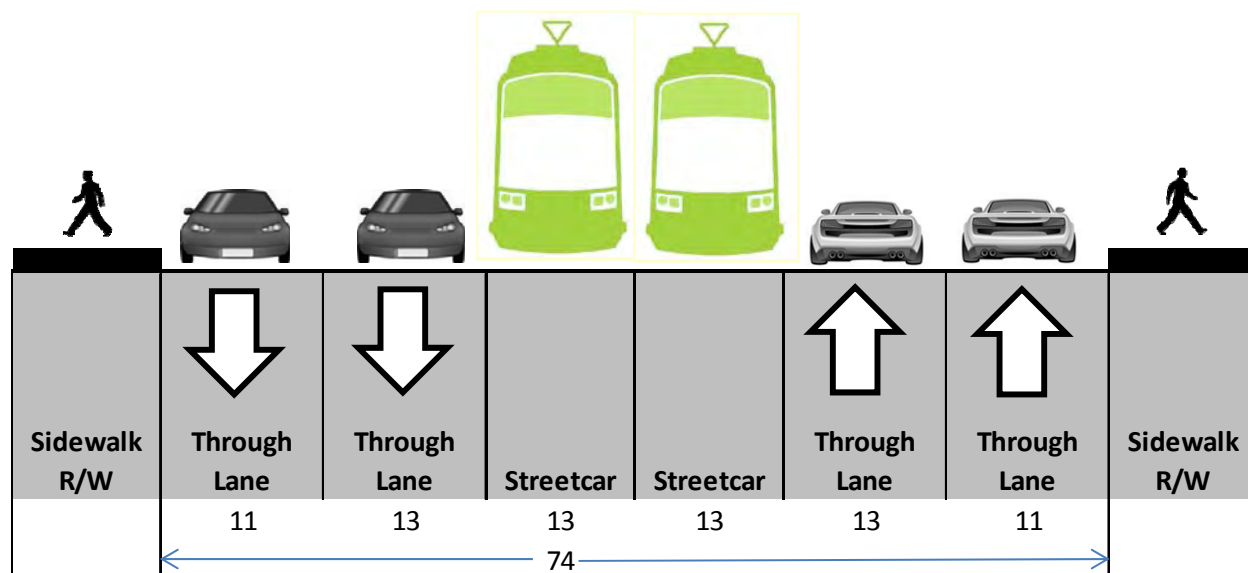 Sidewalk R/W
Through Lane
Through Lane
Streetcar
Streetcar
Through Lane
Through Lane
Sidewalk R/W
11 13 13 13 13 11
74